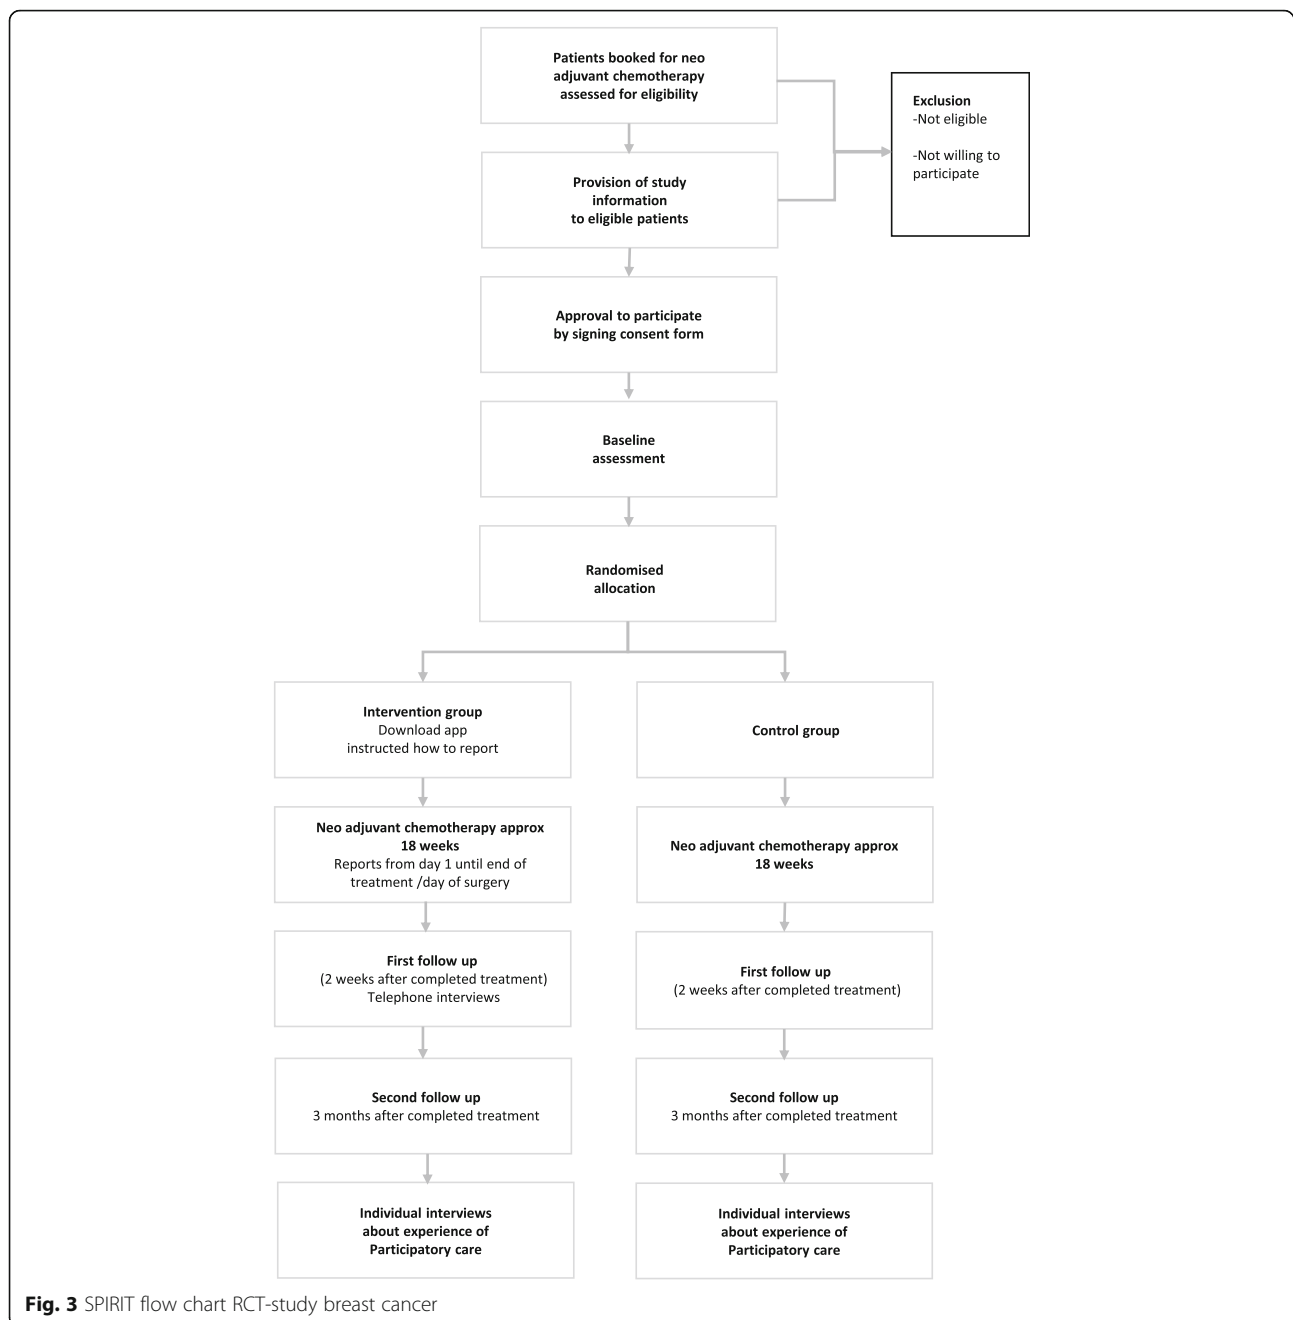 Patients booked for neo
adjuvant chemotherapy
assessed for eligibility
Exclusion
-Not eligible
-Not willing to
participate
Provision of study
information
to eligible patients
Approval to participate
by signing consent form
Baseline
assessment
Randomised
allocation
Intervention group
Download app
instructed how to report
Control group
Neo adjuvant chemotherapy approx
18 weeks
Reports from day 1 until end of
treatment /day of surgery
Neo adjuvant chemotherapy approx
18 weeks
First follow up
(2 weeks after completed treatment)
Telephone interviews
First follow up
(2 weeks after completed treatment)
Second follow up
3 months after completed treatment
Second follow up
3 months after completed treatment
Individual interviews
about experience of
Participatory care
Individual interviews
about experience of
Participatory care
Fig. 3 SPIRIT flow chart RCT-study breast cancer